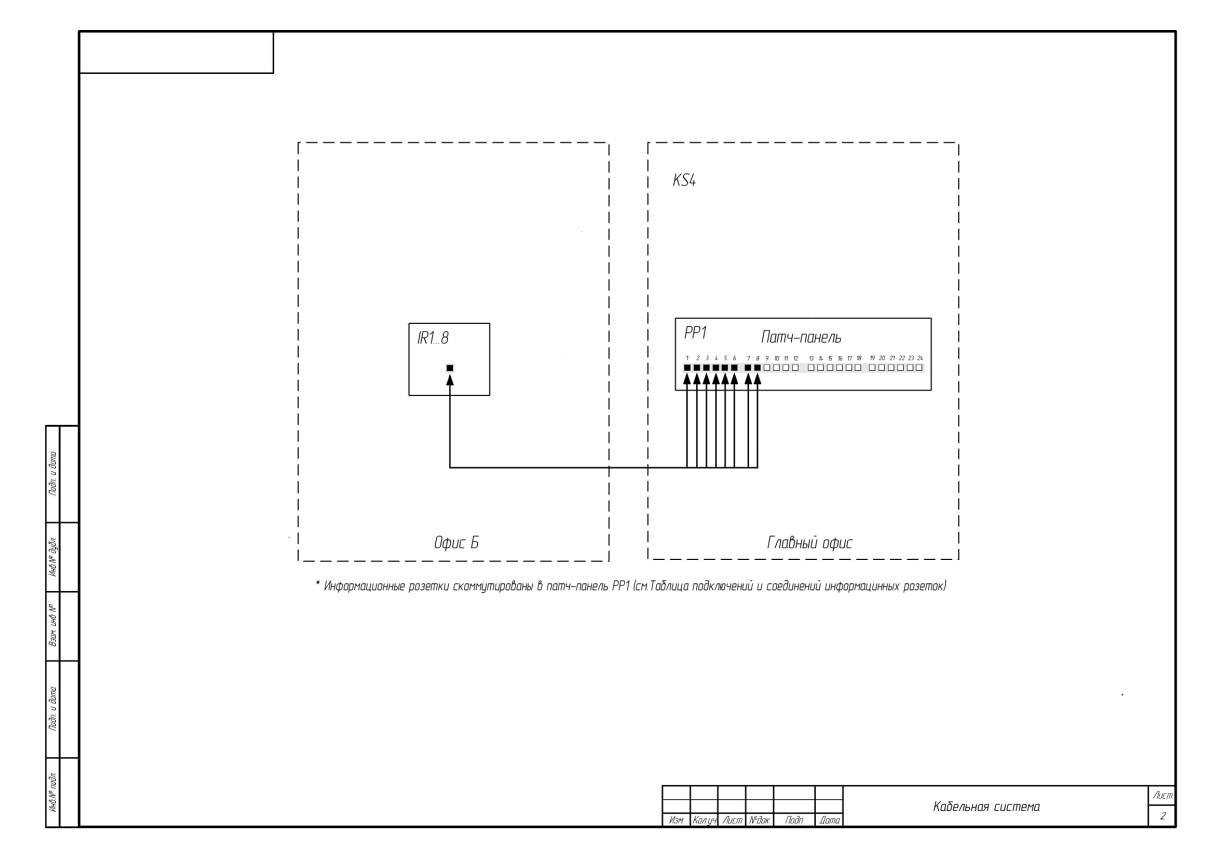 KS4
IR1...8
PP1
Патч-панель
1 2 3 4 5 6 7 8 9 10 11 12 13 14 15 16 17 18 19 20 21 22 23 24
Офис Б
Главный офис
* Информационные розетки скоммутированы в патч-панель PP1 (см.Таблица подключений и соединений информацинных розеток)
Подп. и дата
Инв № дубл.
Взам. инв №
Подп. и дата
Инв № подл.
Изм Кол.уч Лист №док Подп. Дата
Кабельная система
Лист
2